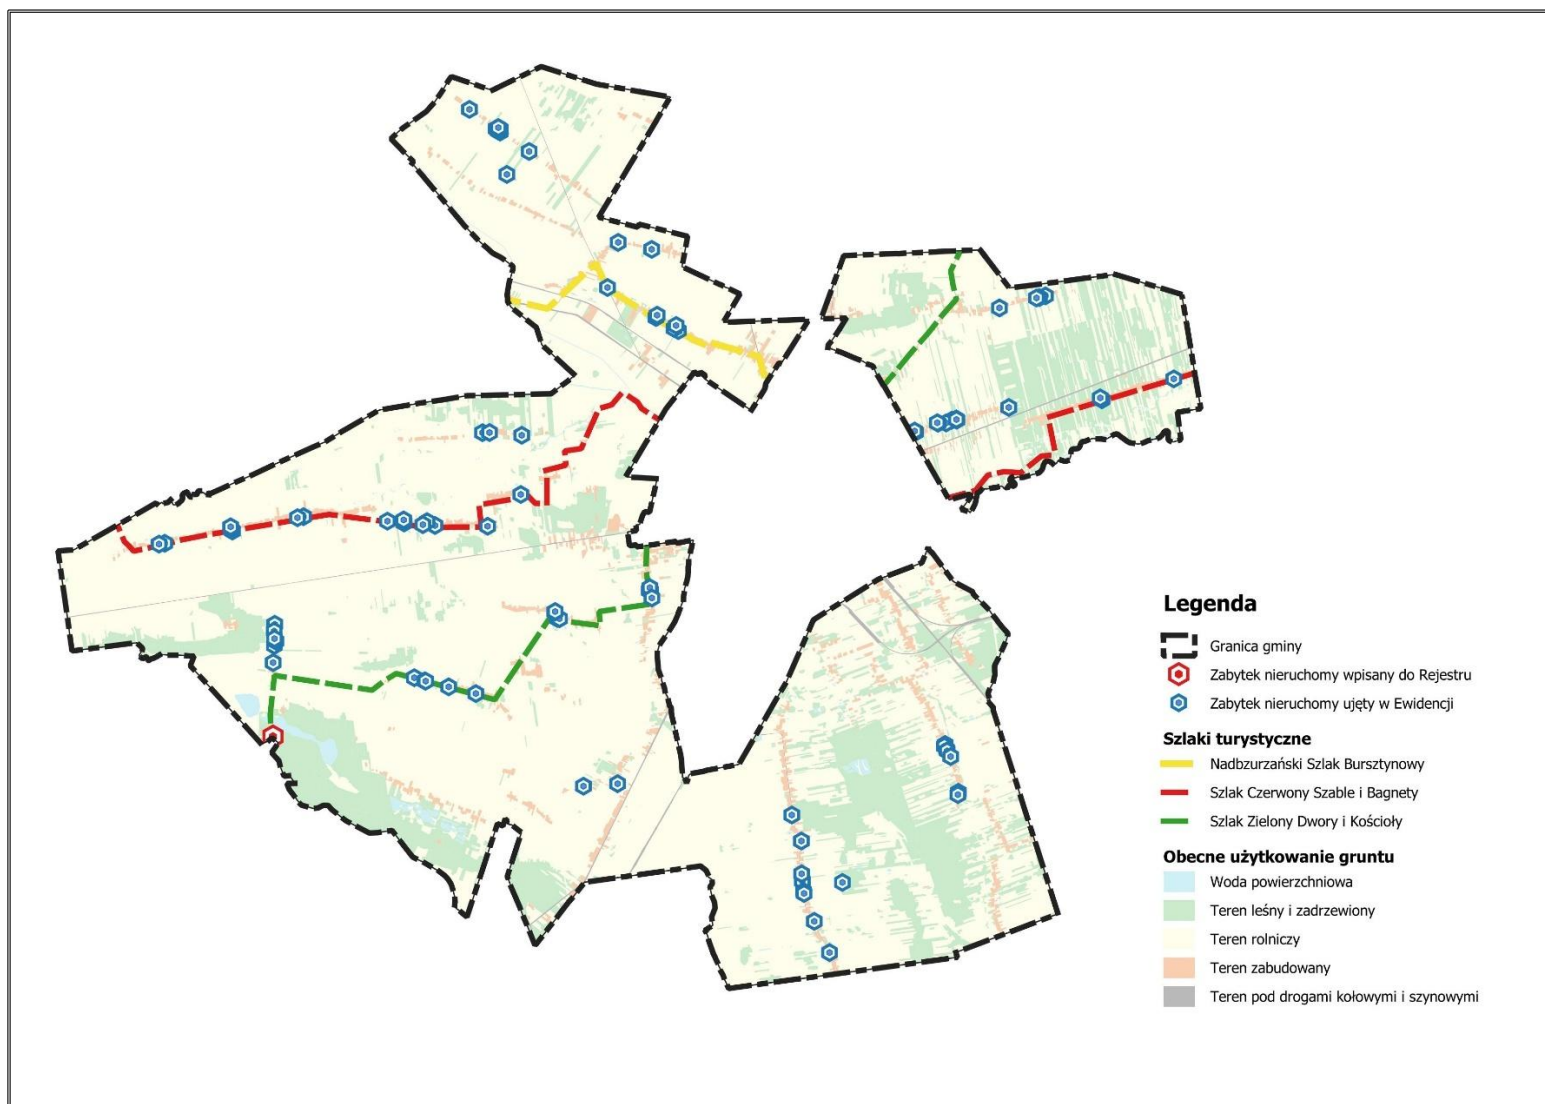 Legenda
Granica gminy
Zabytek nieruchomy wpisany do Rejestru
Zabytek nieruchomy ujęty w Ewidencji
Szlaki turystyczne
Nadbzurzański Szlak Bursztynowy
Szlak Czerwony Szable i Bagnety
Szlak Zielony Dwory i Kościoły
Obecne użytkowanie gruntu
Woda powierzchniowa
Teren leśny i zadrzewiony
Teren rolniczy
Teren zabudowany
Teren pod drogami kołowymi i szynowymi